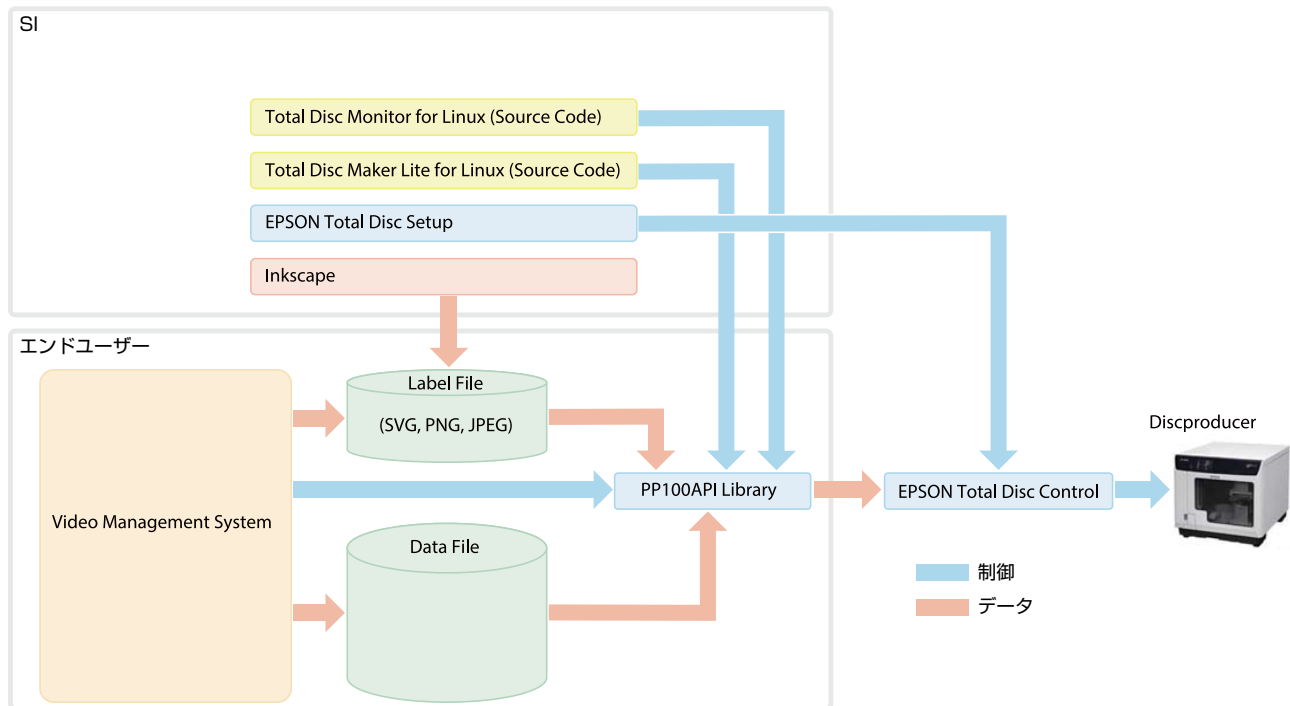 SI
Total Disc Monitor for Linux (Source Code)
Total Disc Maker Lite for Linux (Source Code)
EPSON Total Disc Setup
Inkscape
エンドユーザー
Label File
(SVG, PNG, JPEG)
Video Management System
Data File
PP100API Library
EPSON Total Disc Control
Discproducer
制御
データ